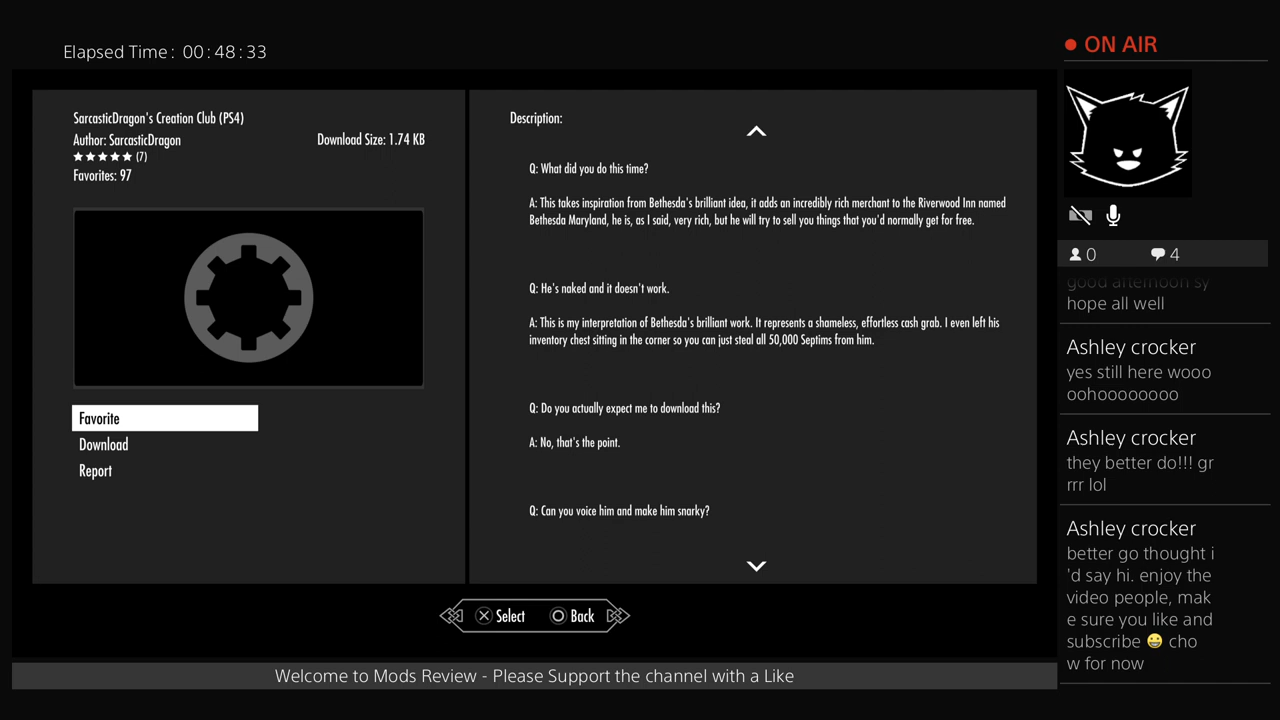 Elapsed Time: 00:48:33
SarcasticDragon's Creation Club (PS4)
Author: SarcasticDragon
Download Size: 1.74 KB
(7)
Favorites: 97
Favorite
Download
Report
Description:
Q: What did you do this time?
A: This takes inspiration from Bethesda's brilliant idea, it adds an incredibly rich merchant to the Riverwood Inn named
Bethesda Maryland, he is, as I said, very rich, but he will try to sell you things that you'd normally get for free.
Q: He's naked and it doesn't work.
A: This is my interpretation of Bethesda's brilliant work. It represents a shameless, effortless cash grab. I even left his
inventory chest sitting in the corner so you can just steal all 50,000 Septims from him.
Q: Do you actually expect me to download this?
A: No, that's the point.
Q: Can you voice him and make him snarky?
Select
Back
Welcome to Mods Review - Please Support the channel with a Like
ON AIR
0
4
good afternoon sy
hope all well
Ashley crocker
yes still here wooo
oohoooooooo
Ashley crocker
they better do!!! gr
rrr lol
Ashley crocker
better go thought i
'd say hi. enjoy the
video people, mak
e sure you like and
subscribe 😀 cho
w for now